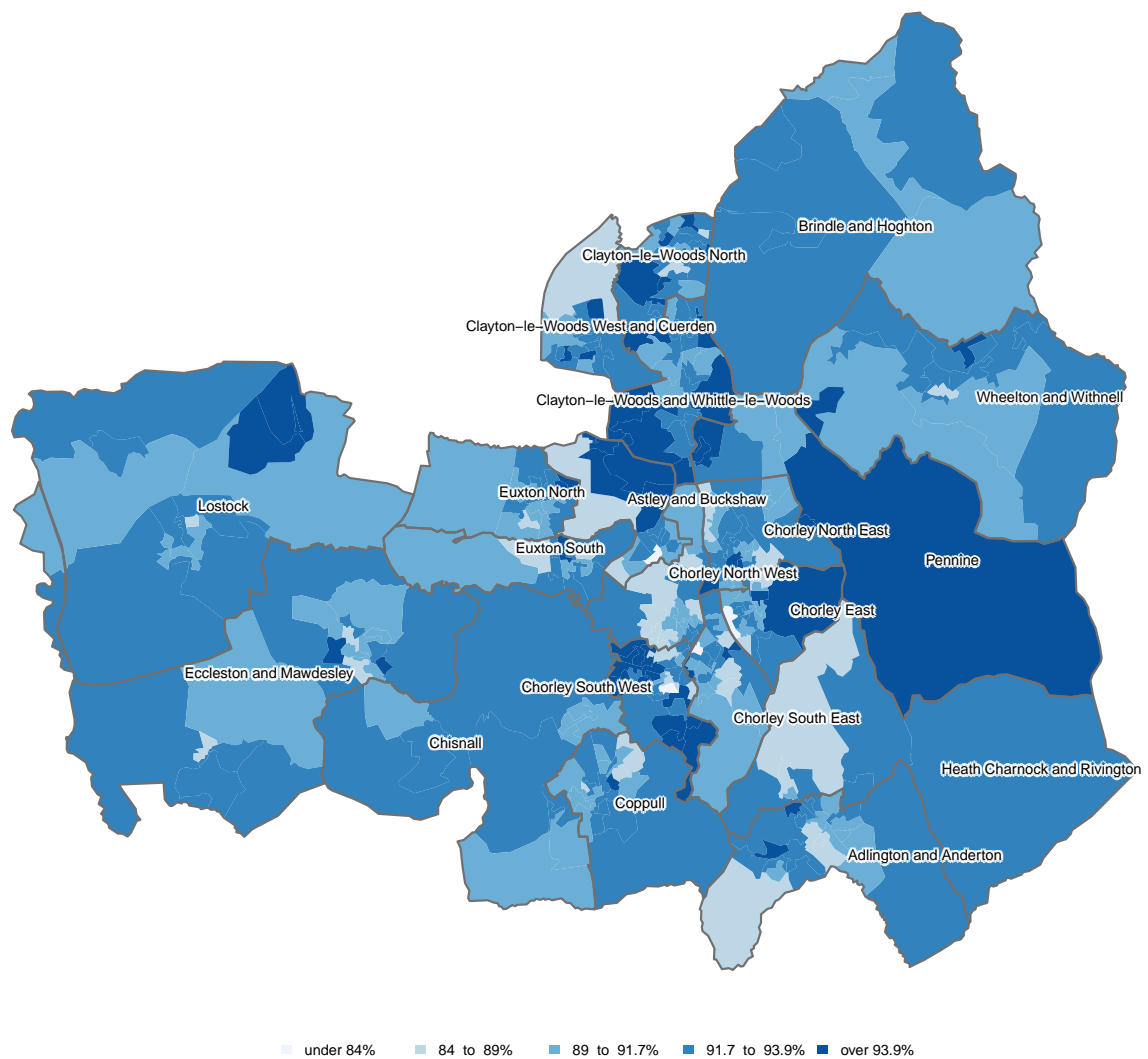 Brindle and Hoghton
Clayton–le–Woods North
Clayton–le–Woods West and Cuerden
Clayton–le–Woods and Whittle–le–Woods
Wheelton and Withnell
Euxton North
Astley and Buckshaw
Lostock
Chorley North East
Euxton South
Pennine
Chorley North West
Chorley East
Eccleston and Mawdesley
Chorley South West
Chorley South East
Chisnall
Heath Charnock and Rivington
Coppull
Adlington and Anderton
under 84%
84 to 89%
89 to 91.7%
91.7 to 93.9%
over 93.9%